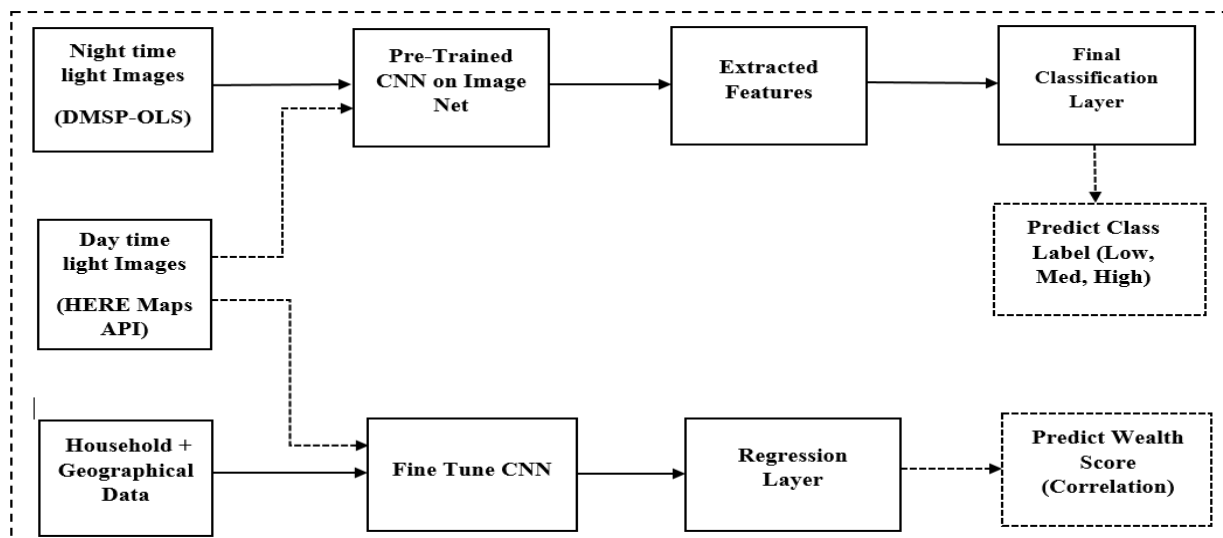 Night time
light Images
(DMSP-OLS)
Pre-Trained
CNN on Image
Net
Extracted
Features
Final
Classification
Layer
Day time
light Images
(HERE Maps
API)
Predict Class
Label (Low,
Med, High)
Household +
Geographical
Data
Fine Tune CNN
Regression
Layer
Predict Wealth
Score
(Correlation)